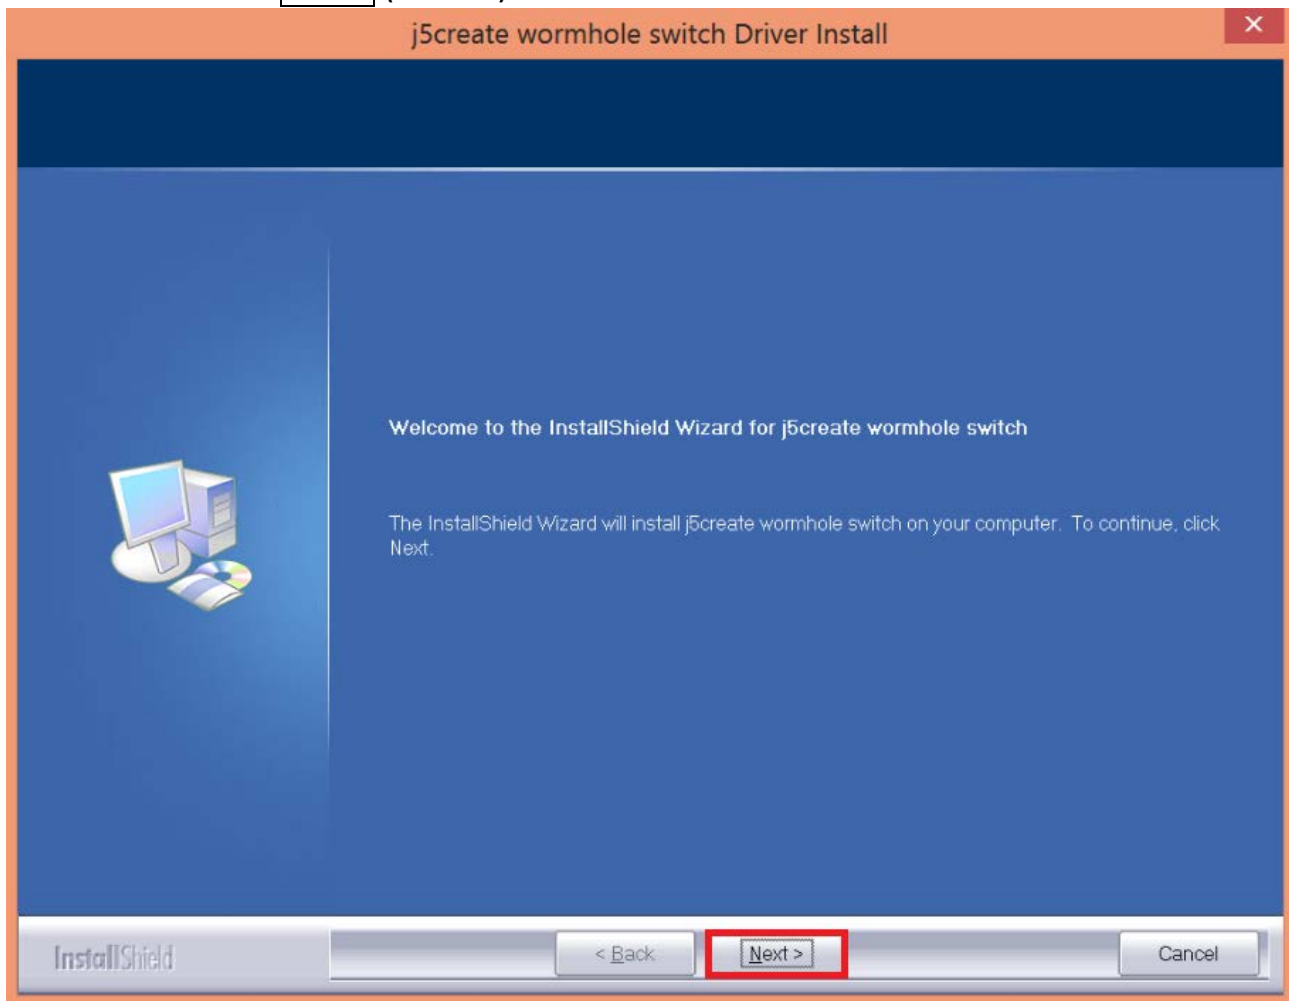 j5create wormhole switch Driver Install
Welcome to the InstallShield Wizard for j5create wormhole switch
The InstallShield Wizard will install j5create wormhole switch on your computer. To continue, click
Next.
InstallShield
< Back
Next >
Cancel